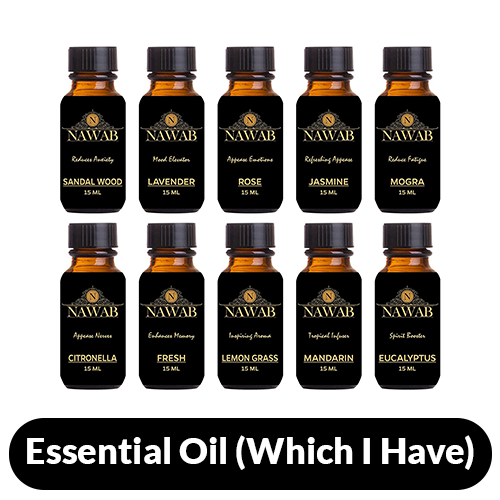 N N N N N
NAWAB NAWAB NAWAB NAWAB NAWAB
Reduces Anxiety Mood Elevator Appease Emotions Refreshing Appease Reduce Fatigue
SANDAL WOOD LAVENDER ROSE JASMINE MOGRA
15 ML 15 ML 15 ML 15 ML 15 ML
N N N N N
NAWAB NAWAB NAWAB NAWAB NAWAB
Appease Nerves Enhances Memory Inspiring Aroma Tropical Infuser Spirit Booster
CITRONELLA FRESH LEMON GRASS MANDARIN EUCALYPTUS
15 ML 15 ML 15 ML 15 ML 15 ML
Essential Oil (Which I Have)